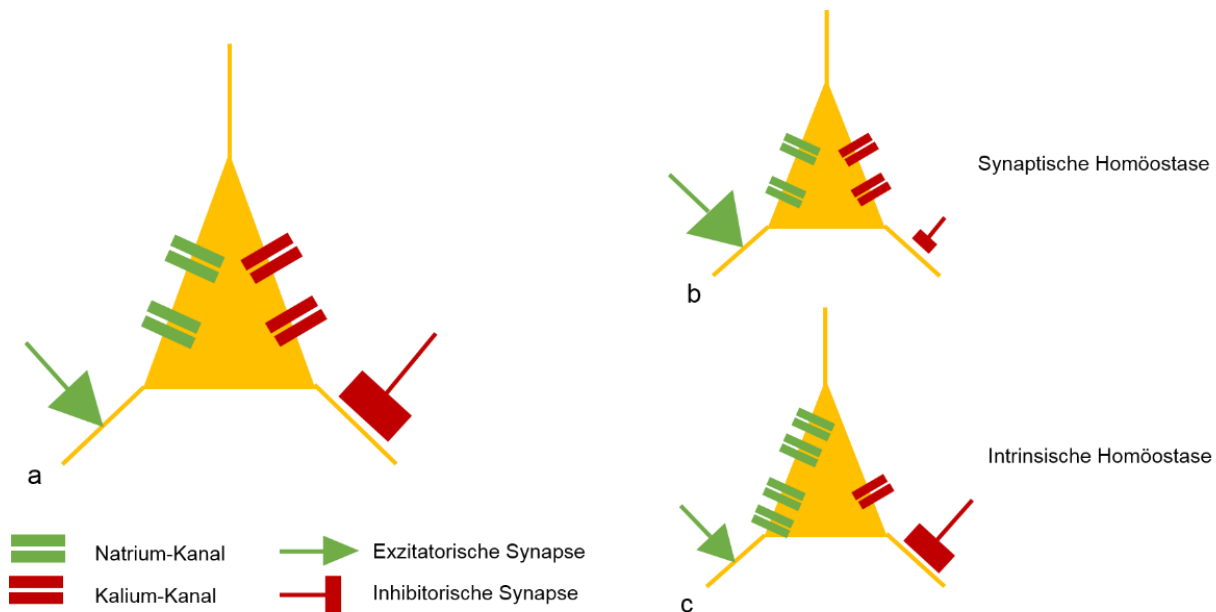 Synaptische Homöostase
b
a
Intrinsische Homöostase
Natrium-Kanal
Exzitatorische Synapse
Kalium-Kanal
Inhibitorische Synapse
c